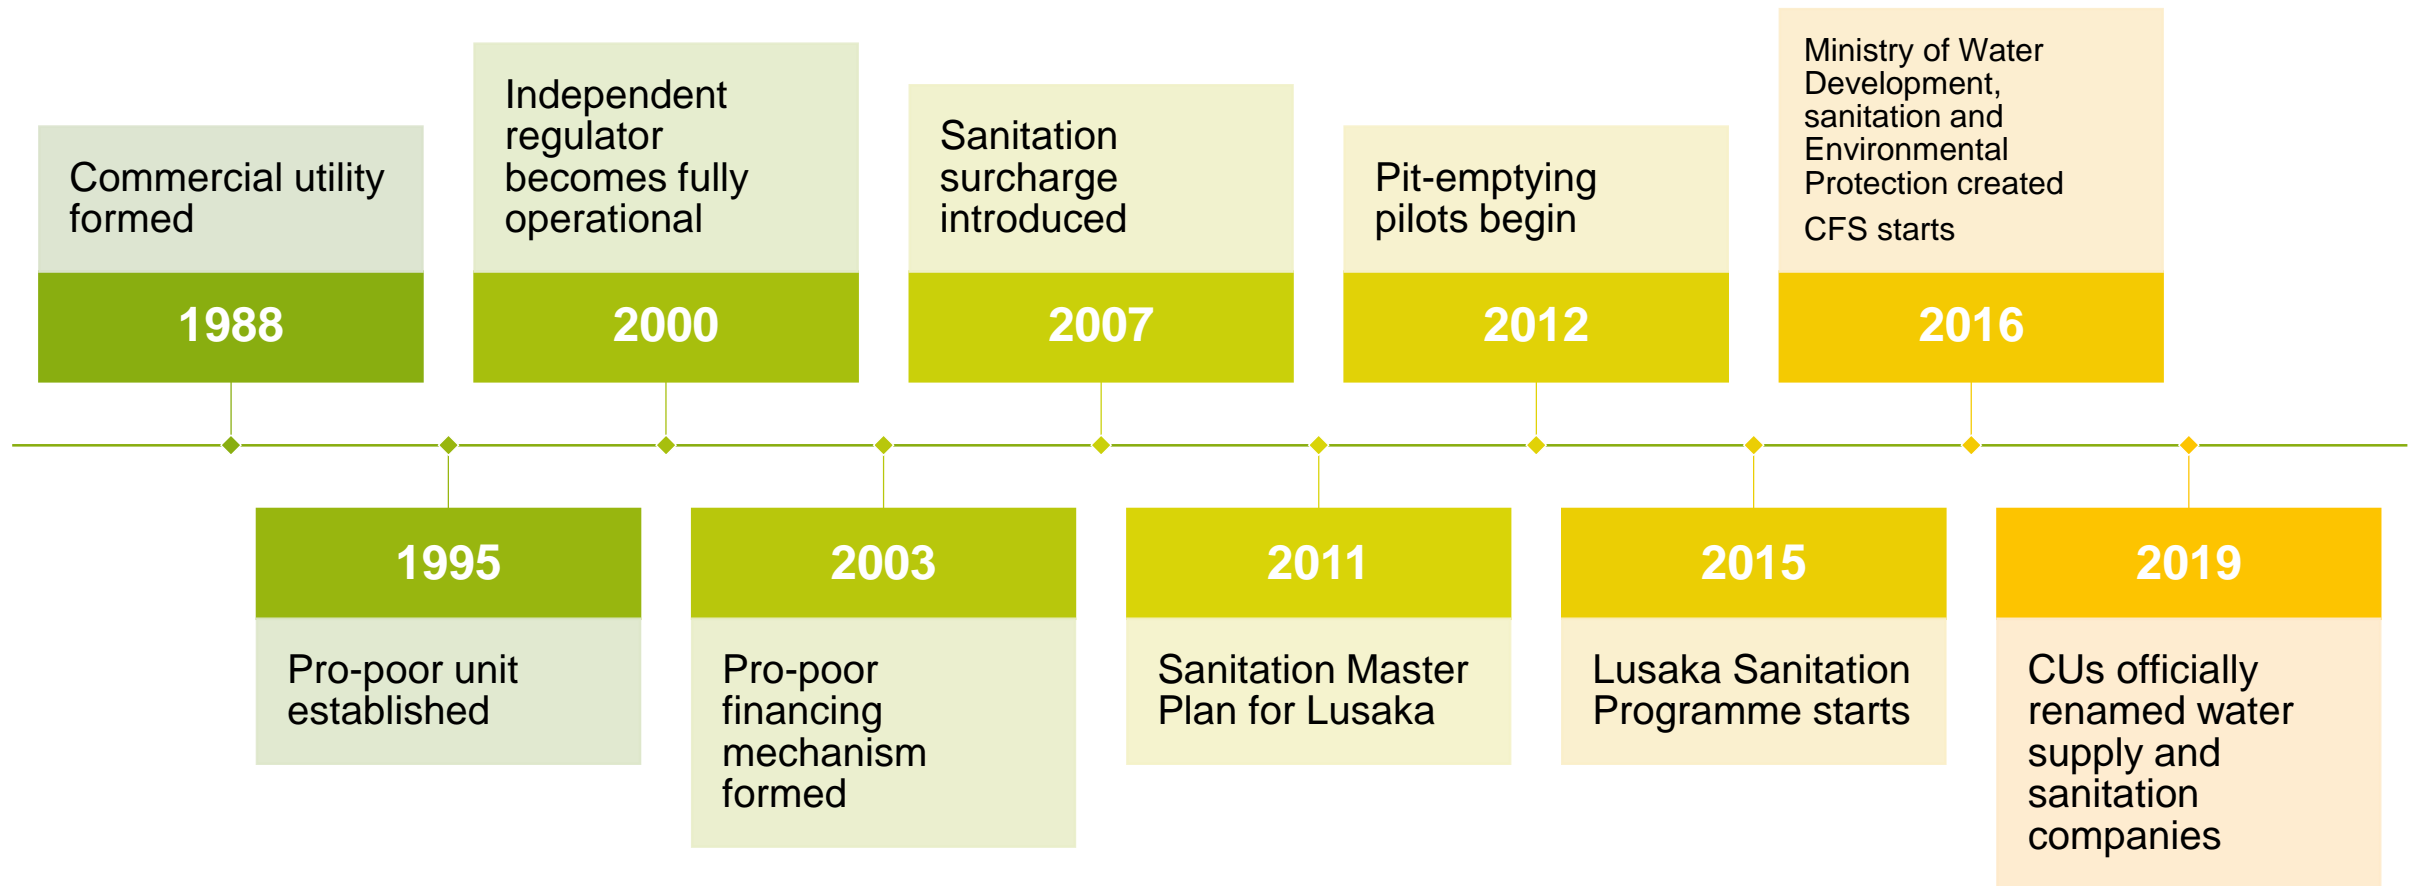 Commercial utility
formed
1988
1995
Pro-poor unit
established
Independent
regulator
becomes fully
operational
2000
2003
Pro-poor
financing
mechanism
formed
Sanitation
surcharge
introduced
2007
2011
Sanitation Master
Plan for Lusaka
Pit-emptying
pilots begin
2012
2015
Lusaka Sanitation
Programme starts
Ministry of Water
Development,
sanitation and
Environmental
Protection created
CFS starts
2016
2019
CUs officially
renamed water
supply and
sanitation
companies